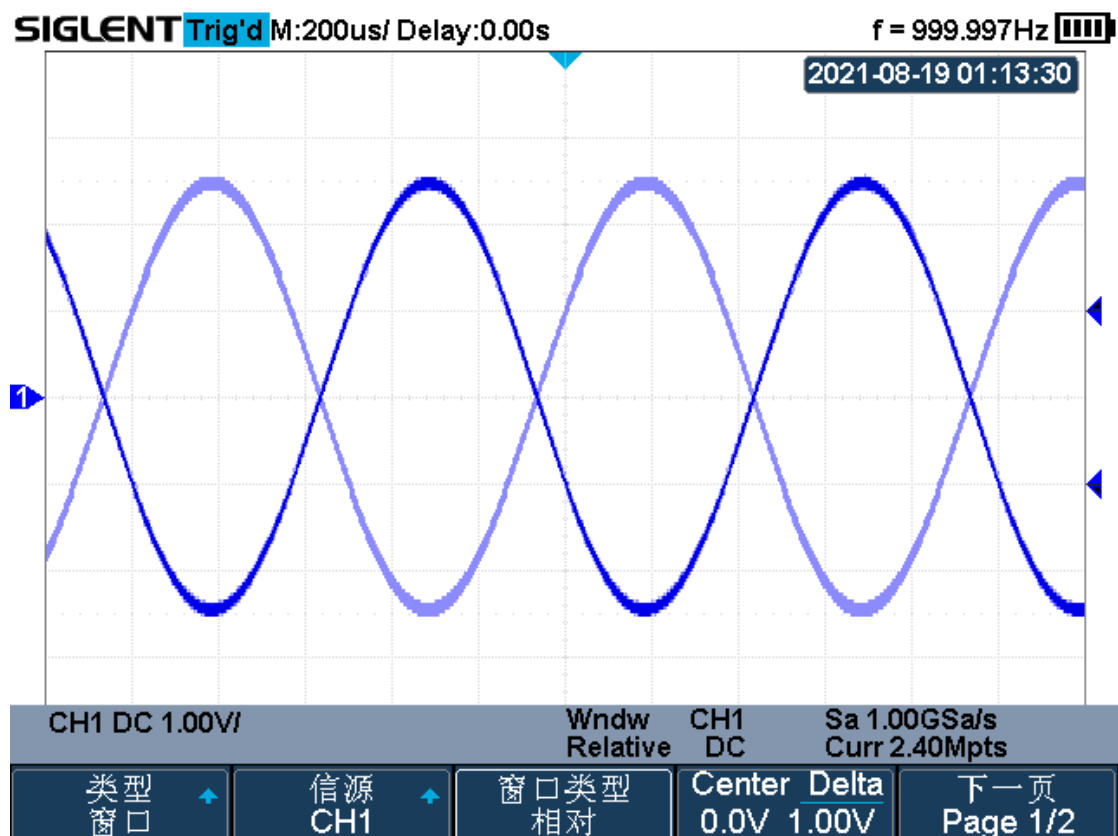 SIGLENT Trig'd M:200us/ Delay:0.00s f = 999.997Hz
2021-08-19 01:13:30
1
CH1 DC 1.00V/ Wndw CH1 Sa 1.00GSa/s
Relative DC Curr 2.40Mpts
类型 信源 窗口类型 Center Delta 下一页
窗口 CH1 相对 0.0V 1.00V Page 1/2